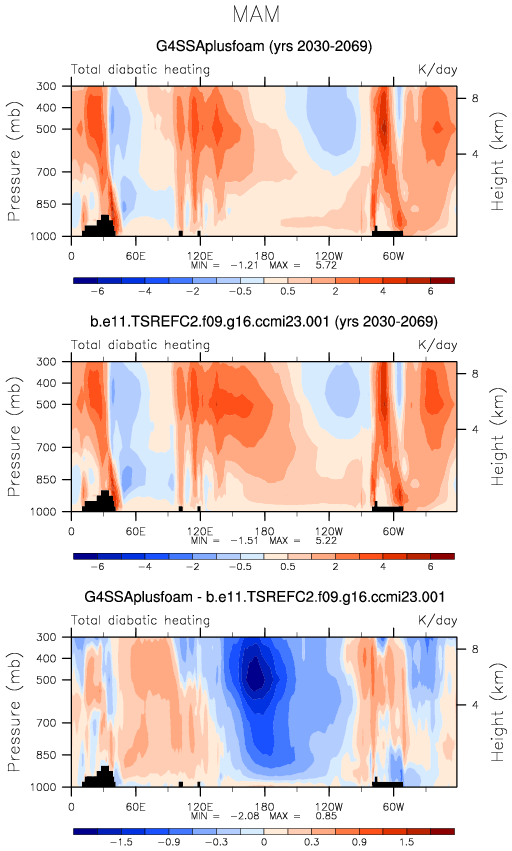 MAM
G4SSAplusfoam (yrs 2030-2069)
Total diabatic heating K/day
Pressure (mb)
300
400
500
700
850
1000
Height (km)
8
4
0 60E 120E 180 120W 60W
MIN = -1.21 MAX = 5.72
-6 -4 -2 -1 -0.5 0.5 1 2 4 6
b.e11.TSREFC2.f09.g16.ccmi23.001 (yrs 2030-2069)
Total diabatic heating K/day
Pressure (mb)
300
400
500
700
850
1000
Height (km)
8
4
0 60E 120E 180 120W 60W
MIN = -1.51 MAX = 5.22
-6 -4 -2 -1 -0.5 0.5 1 2 4 6
G4SSAplusfoam - b.e11.TSREFC2.f09.g16.ccmi23.001
Total diabatic heating K/day
Pressure (mb)
300
400
500
700
850
1000
Height (km)
8
4
0 60E 120E 180 120W 60W
MIN = -2.08 MAX = 0.85
-1.5 -0.9 -0.3 0 0.3 0.9 1.5